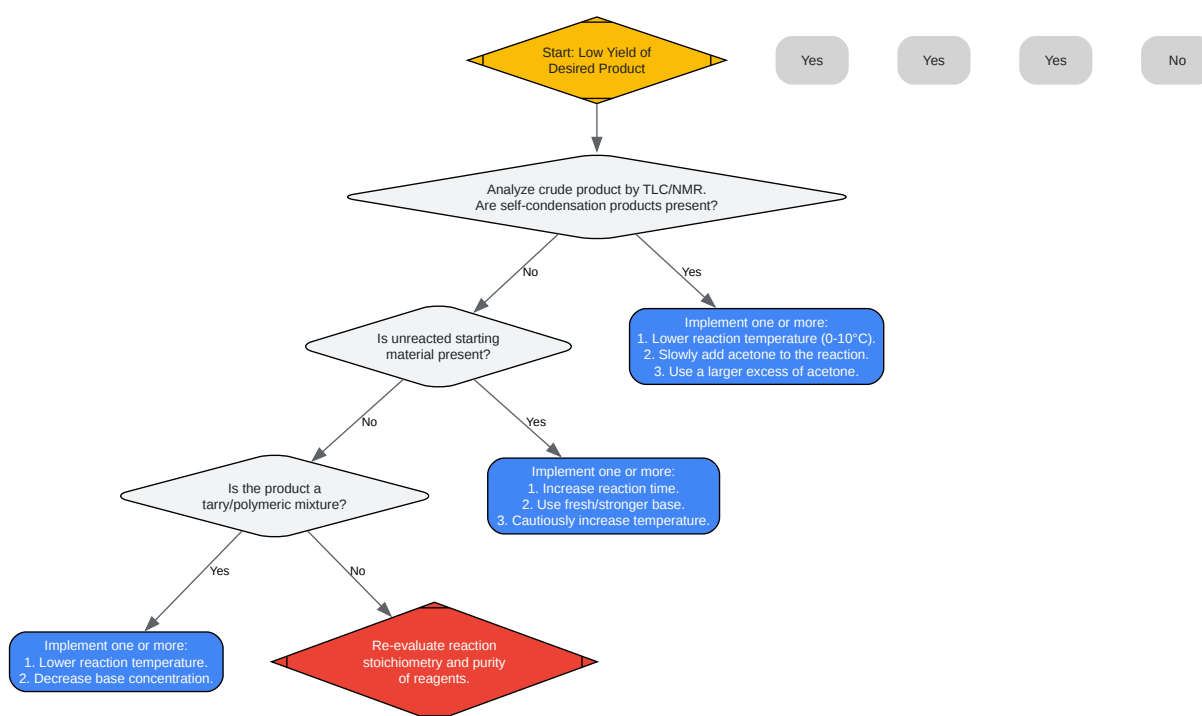 Start: Low Yield of
Desired Product
Yes
Yes
Yes
No
Analyze crude product by TLC/NMR.
Are self-condensation products present?
No
Yes
Is unreacted starting
material present?
Implement one or more:
1. Lower reaction temperature (0-10°C).
2. Slowly add acetone to the reaction.
3. Use a larger excess of acetone.
No
Yes
Is the product a
tarry/polymeric mixture?
Implement one or more:
1. Increase reaction time.
2. Use fresh/stronger base.
3. Cautiously increase temperature.
Yes
No
Implement one or more:
1. Lower reaction temperature.
2. Decrease base concentration.
Re-evaluate reaction
stoichiometry and purity
of reagents.